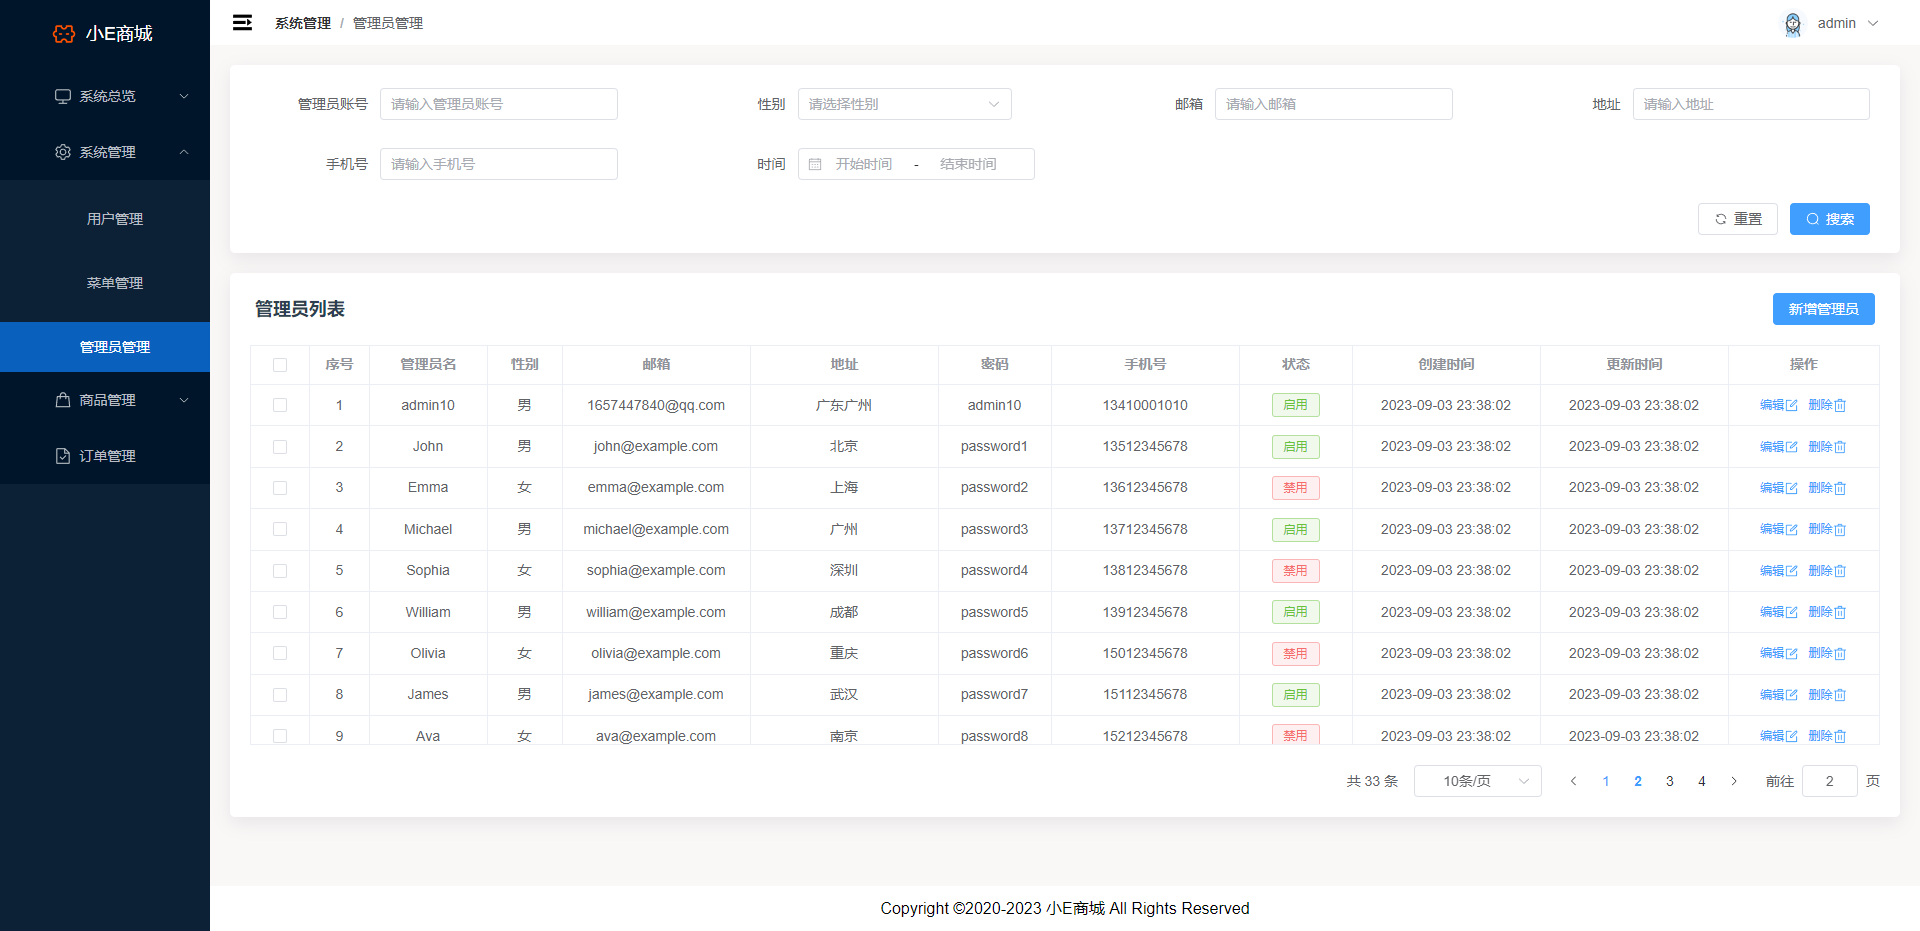 小E商城
系统总览
系统管理
用户管理
菜单管理
管理员管理
商品管理
订单管理
系统管理 / 管理员管理
admin
管理员账号 请输入管理员账号 性别 请选择性别 邮箱 请输入邮箱 地址 请输入地址
手机号 请输入手机号 时间 开始时间 - 结束时间
重置 搜索
管理员列表 新增管理员
序号 管理员名 性别 邮箱 地址 密码 手机号 状态 创建时间 更新时间 操作
1 admin10 男 1657447840@qq.com 广东广州 admin10 13410001010 启用 2023-09-03 23:38:02 2023-09-03 23:38:02 编辑 删除
2 John 男 john@example.com 北京 password1 13512345678 启用 2023-09-03 23:38:02 2023-09-03 23:38:02 编辑 删除
3 Emma 女 emma@example.com 上海 password2 13612345678 禁用 2023-09-03 23:38:02 2023-09-03 23:38:02 编辑 删除
4 Michael 男 michael@example.com 广州 password3 13712345678 启用 2023-09-03 23:38:02 2023-09-03 23:38:02 编辑 删除
5 Sophia 女 sophia@example.com 深圳 password4 13812345678 禁用 2023-09-03 23:38:02 2023-09-03 23:38:02 编辑 删除
6 William 男 william@example.com 成都 password5 13912345678 启用 2023-09-03 23:38:02 2023-09-03 23:38:02 编辑 删除
7 Olivia 女 olivia@example.com 重庆 password6 15012345678 禁用 2023-09-03 23:38:02 2023-09-03 23:38:02 编辑 删除
8 James 男 james@example.com 武汉 password7 15112345678 启用 2023-09-03 23:38:02 2023-09-03 23:38:02 编辑 删除
9 Ava 女 ava@example.com 南京 password8 15212345678 禁用 2023-09-03 23:38:02 2023-09-03 23:38:02 编辑 删除
共 33 条 10条/页 1 2 3 4 前往 2 页
Copyright ©2020-2023 小E商城 All Rights Reserved